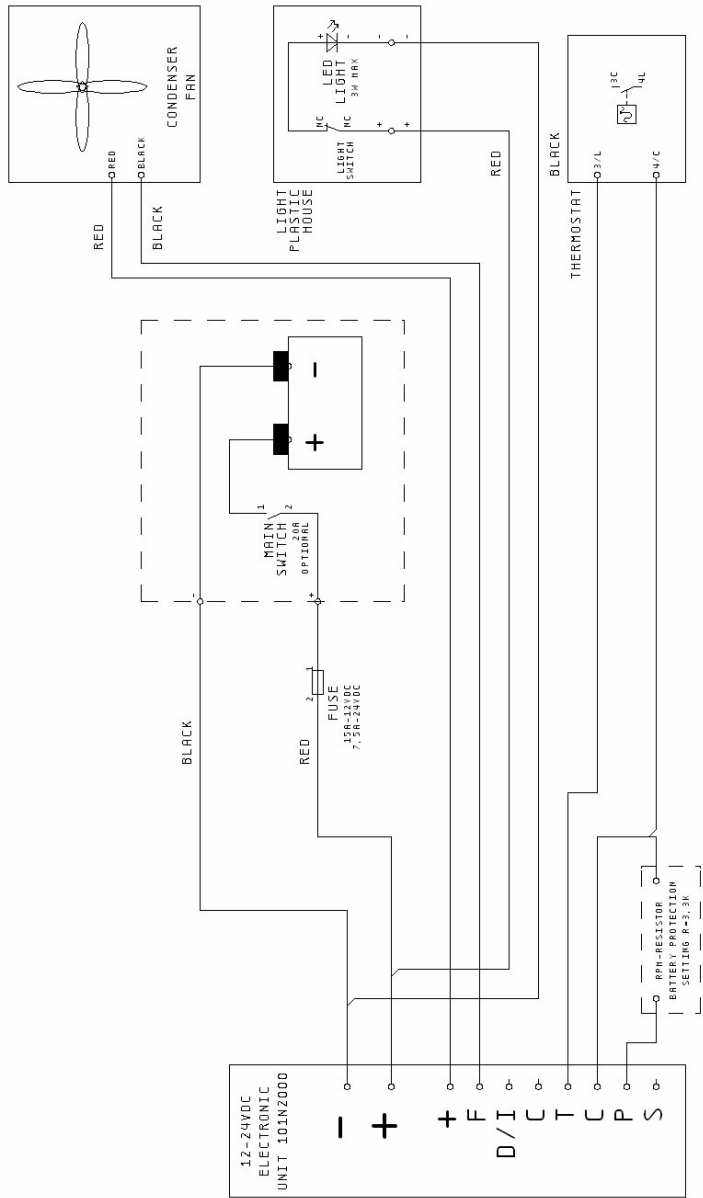 CONDENSER
FAN
RED
BLACK
RED
BLACK
+
-
-
LED
LIGHT
3W MAX
NC
NC
+
+
LIGHT
SWITCH
LIGHT
PLASTIC
HOUSE
RED
BLACK
3C
4L
3/L
4/C
THERMOSTAT
-
+
1
2
MAIN
SWITCH
20A
OPTIONAL
-
+
1
2
FUSE
15A-12VDC
7,5A-24VDC
BLACK
RED
RPM-RESISTOR
BATTERY PROTECTION
SETTING R=3,3K
12-24VDC
ELECTRONIC
UNIT 101N2000
-
+
+
F
D/I
C
T
C
P
S